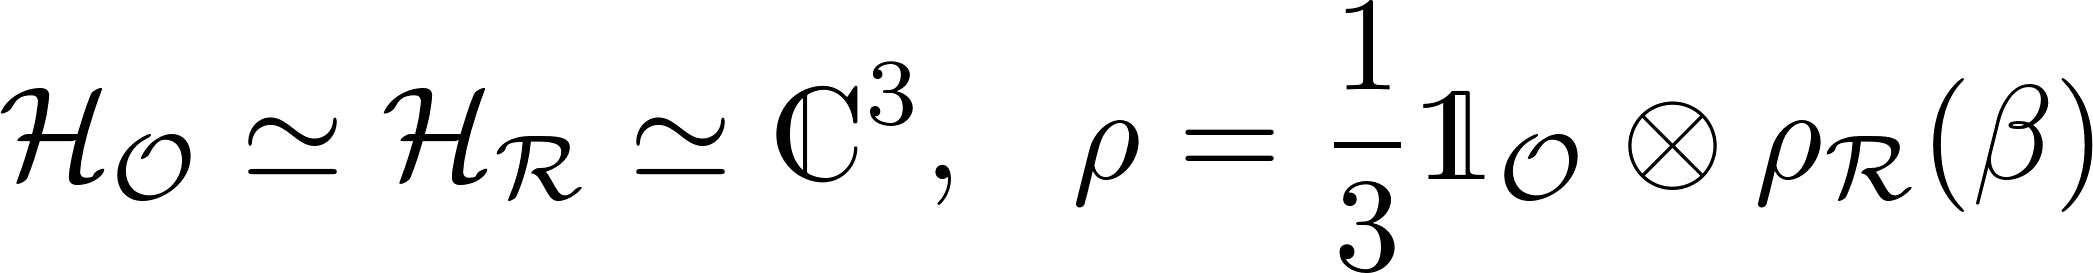 $\mathcal{H}_{\mathcal{O}} \simeq \mathcal{H}_{\mathcal{R}} \simeq \mathbb{C}^3, \;\; \rho = \frac{1}{3} \mathbb{1}_{\mathcal{O}} \otimes \rho_{\mathcal{R}}(\beta)$